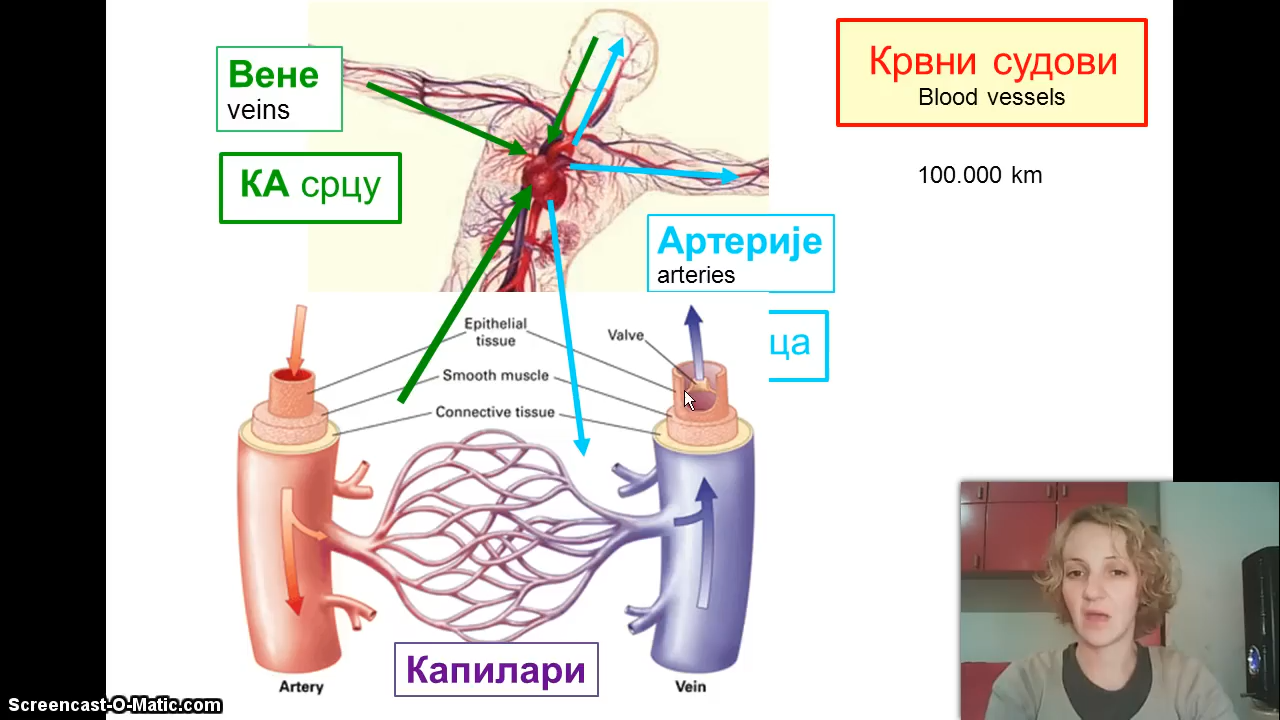 Крвни судови
Blood vessels
100.000 km
Вене
veins
КА срцу
Артерије
arteries
ца
Epithelial
tissue
Valve
Smooth muscle
Connective tissue
Капилари
Artery
Vein
Screencast-O-Matic.com